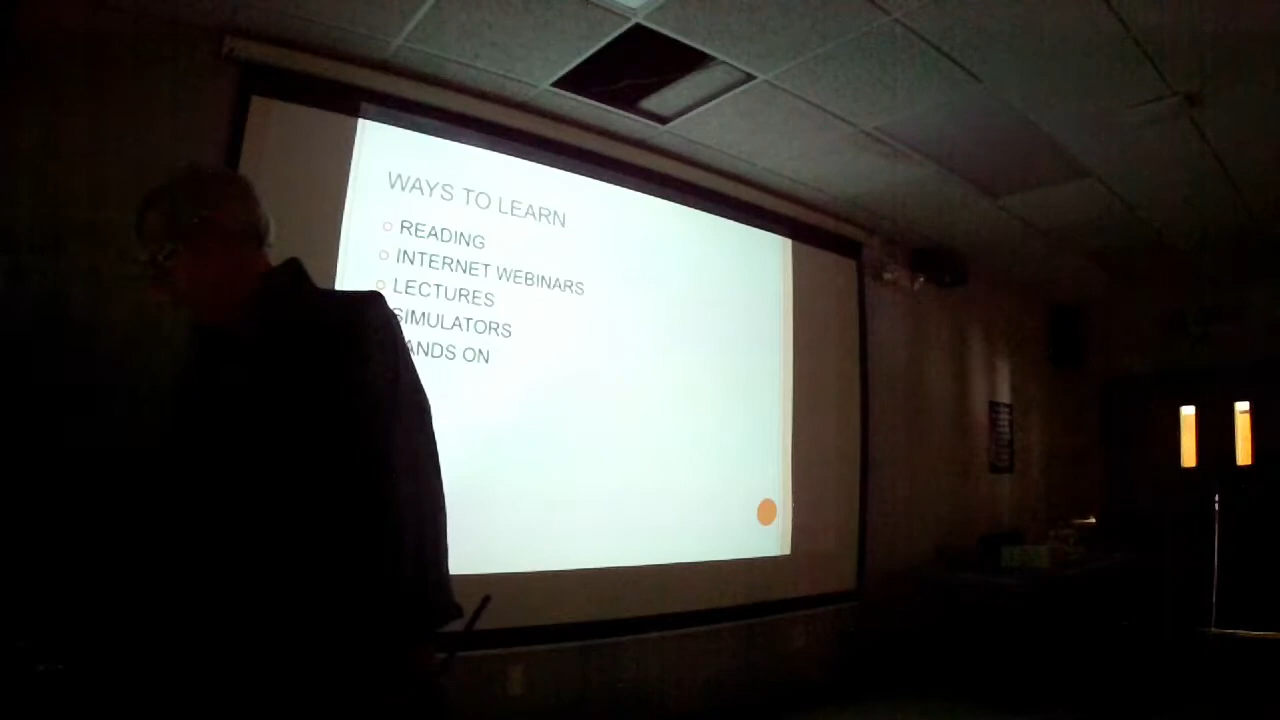 WAYS TO LEARN
READING
INTERNET WEBINARS
LECTURES
SIMULATORS
ANDS ON